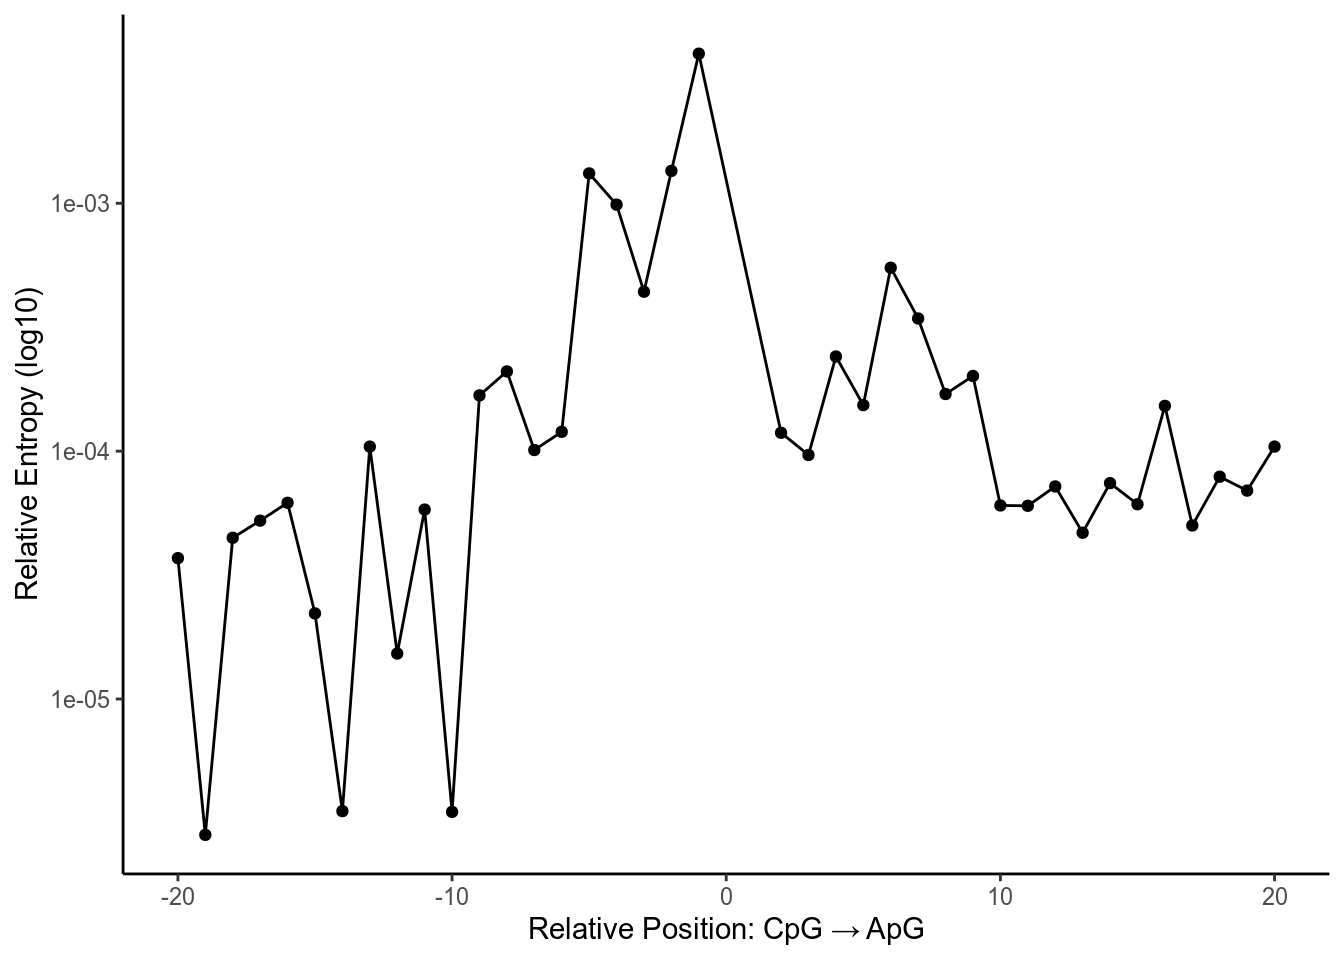 Relative Entropy (log10)
1e-03
1e-04
1e-05
-20 -10 0 10 20
Relative Position: CpG → ApG